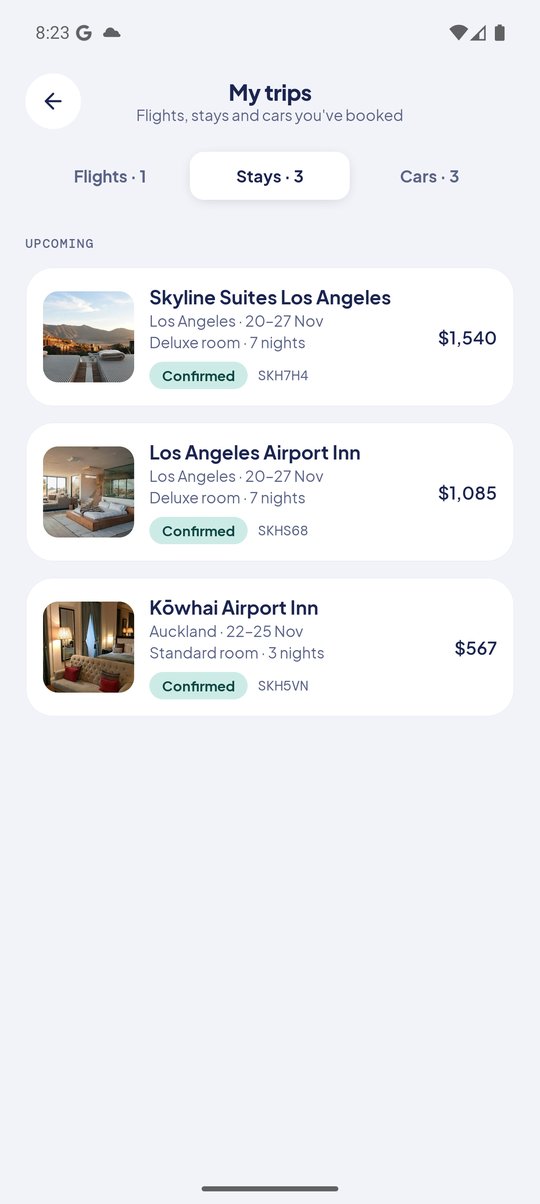 8:23
My trips
Flights, stays and cars you've booked
Flights · 1
Stays · 3
Cars · 3
UPCOMING
Skyline Suites Los Angeles
Los Angeles · 20–27 Nov
Deluxe room · 7 nights
$1,540
Confirmed SKH7H4
Los Angeles Airport Inn
Los Angeles · 20–27 Nov
Deluxe room · 7 nights
$1,085
Confirmed SKHS68
Kōwhai Airport Inn
Auckland · 22–25 Nov
Standard room · 3 nights
$567
Confirmed SKH5VN